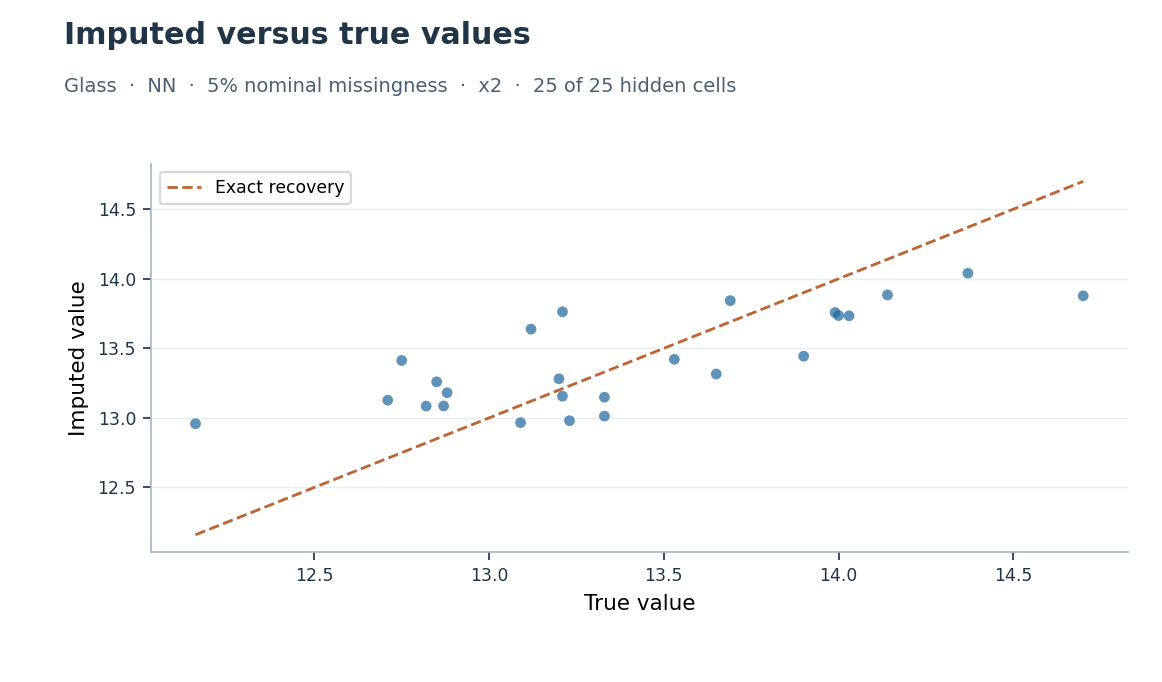 Imputed versus true values
Glass · NN · 5% nominal missingness · x2 · 25 of 25 hidden cells
Exact recovery
14.5
14.0
13.5
13.0
12.5
Imputed value
12.5 13.0 13.5 14.0 14.5
True value